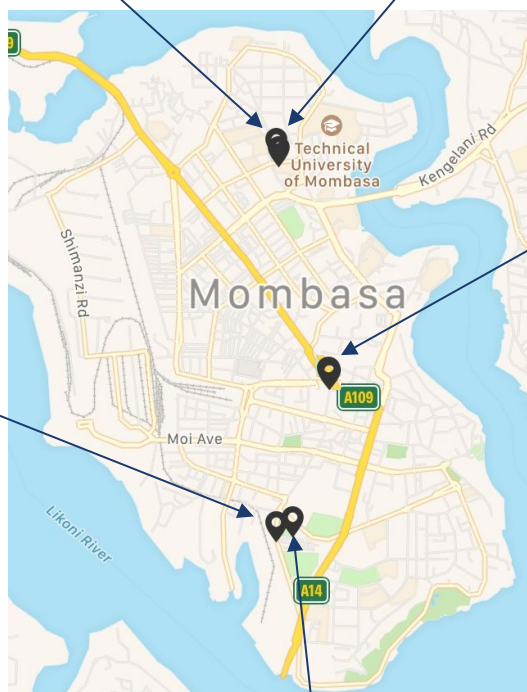 9
Technical
University
of Mombasa
Kengelani Rd
Shimanzi Rd
Mombasa
A109
Moi Ave
Likoni River
A14